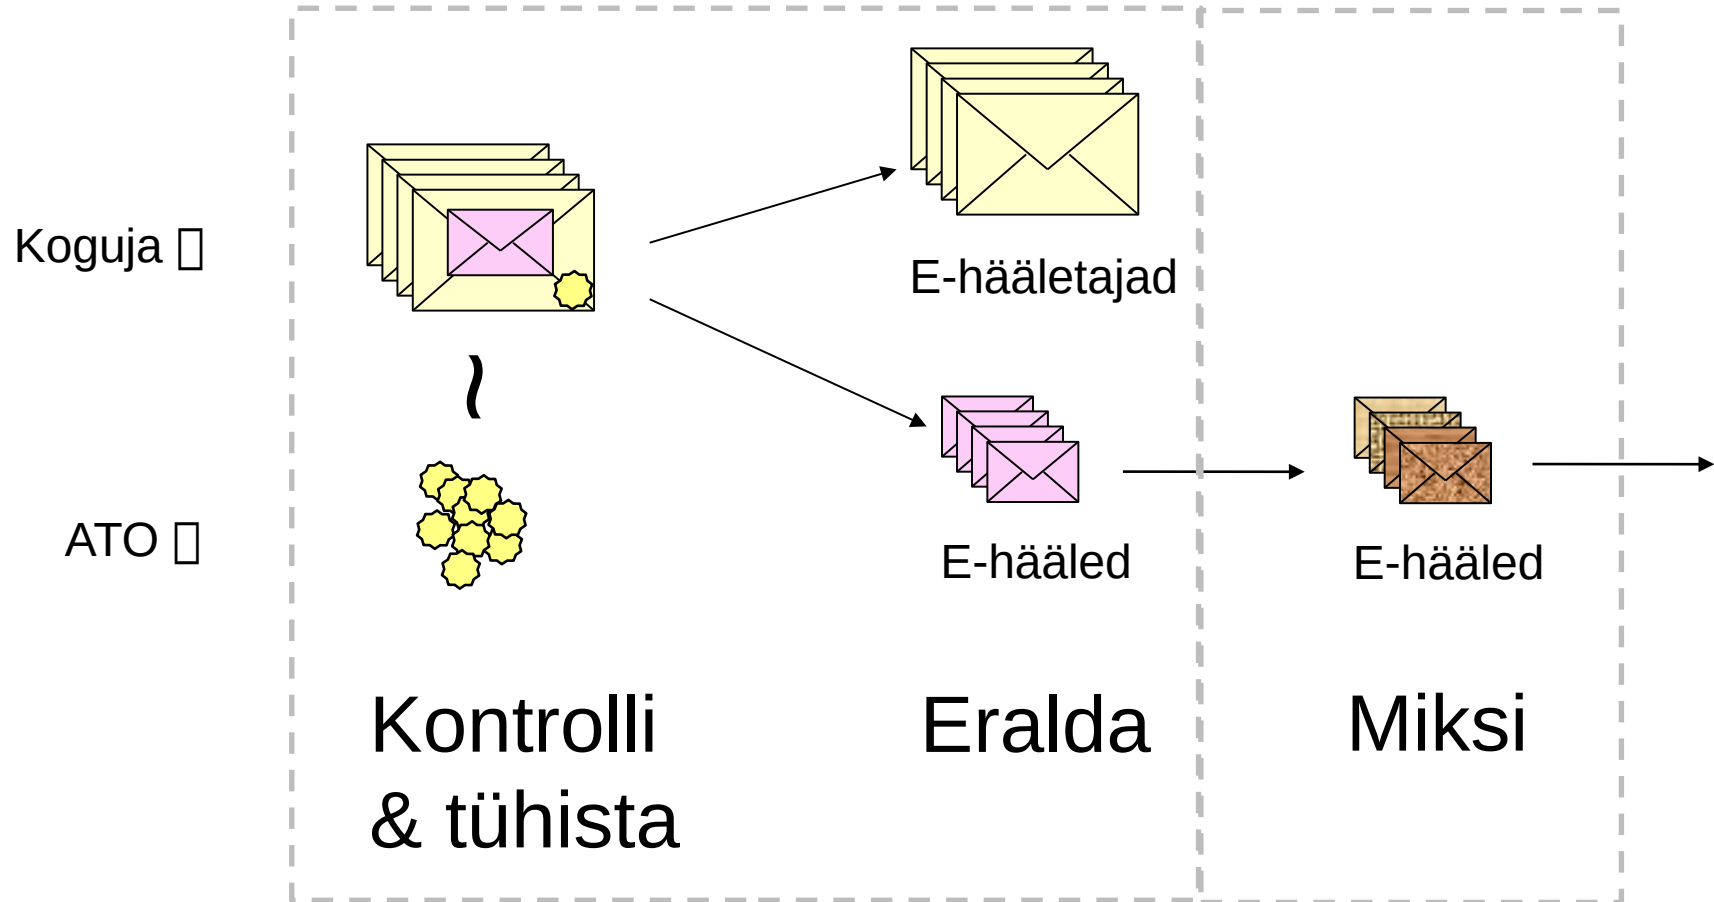 Koguja
E-hääletajad
ATO
E-hääled
E-hääled
Kontrolli
& tühista
Eralda
Miksi